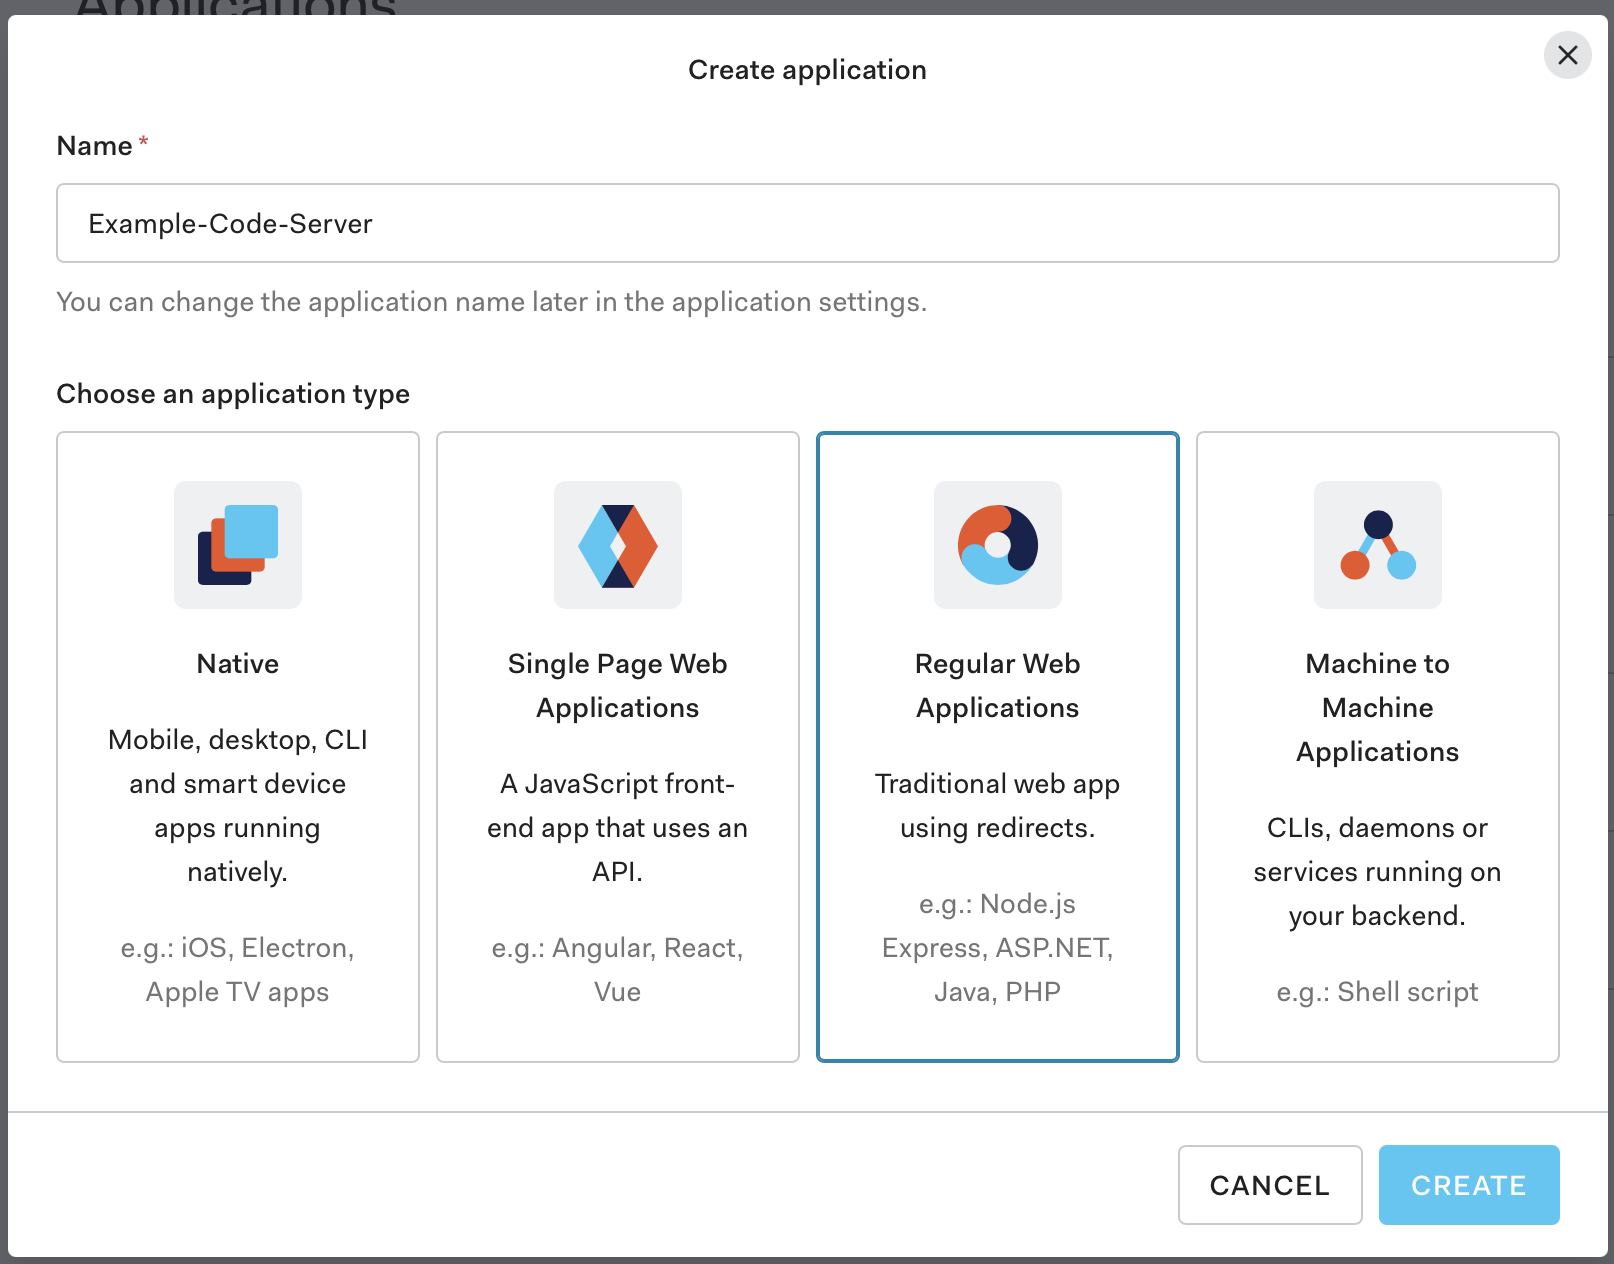 Applications
Create application
Name *
Example-Code-Server
You can change the application name later in the application settings.
Choose an application type
Native
Mobile, desktop, CLI
and smart device
apps running
natively.
e.g.: iOS, Electron,
Apple TV apps
Single Page Web
Applications
A JavaScript front-
end app that uses an
API.
e.g.: Angular, React,
Vue
Regular Web
Applications
Traditional web app
using redirects.
e.g.: Node.js
Express, ASP.NET,
Java, PHP
Machine to
Machine
Applications
CLIs, daemons or
services running on
your backend.
e.g.: Shell script
CANCEL
CREATE